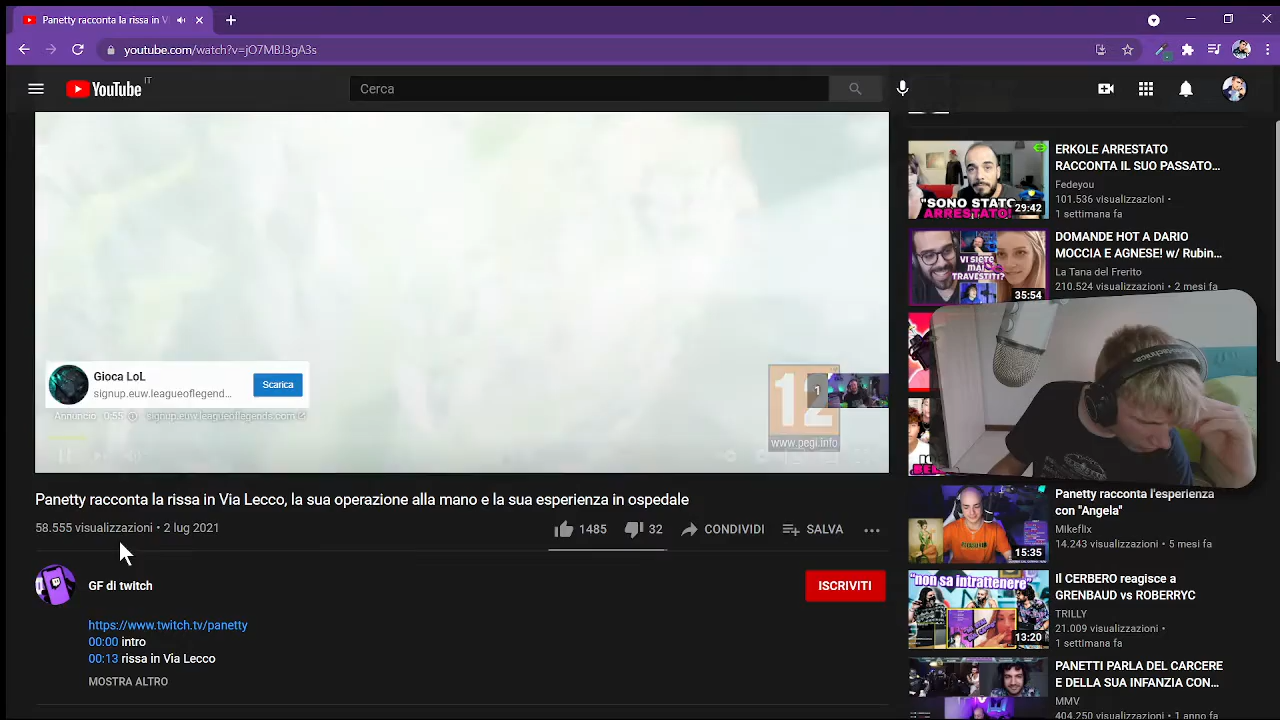 Panetty racconta la rissa in Vi
youtube.com/watch?v=jO7MBJ3gA3s
YouTube IT
Cerca
Gioca LoL
signup.euw.leagueoflegend...
Scarica
Annuncio 0:55
signup.euw.leagueoflegends.com
1
12
www.pegi.info
Panetty racconta la rissa in Via Lecco, la sua operazione alla mano e la sua esperienza in ospedale
58.555 visualizzazioni • 2 lug 2021
1485
32
CONDIVIDI
SALVA
GF di twitch
ISCRIVITI
https://www.twitch.tv/panetty
00:00 intro
00:13 rissa in Via Lecco
MOSTRA ALTRO
"SONO STATO
ARRESTATO!
29:42
ERKOLE ARRESTATO
RACCONTA IL SUO PASSATO...
Fedeyou
101.536 visualizzazioni •
1 settimana fa
VI SIETE
MAI
TRAVESTITI?
35:54
DOMANDE HOT A DARIO
MOCCIA E AGNESE! w/ Rubin...
La Tana del Frerito
210.524 visualizzazioni • 2 mesi fa
15:35
Panetty racconta l'esperienza
con "Angela"
Mikeflix
14.243 visualizzazioni • 5 mesi fa
"non sa intrattenere"
13:20
Il CERBERO reagisce a
GRENBAUD vs ROBERRYC
TRILLY
21.009 visualizzazioni •
1 settimana fa
PANETTI PARLA DEL CARCERE
E DELLA SUA INFANZIA CON...
MMV
404.250 visualizzazioni • 1 anno fa